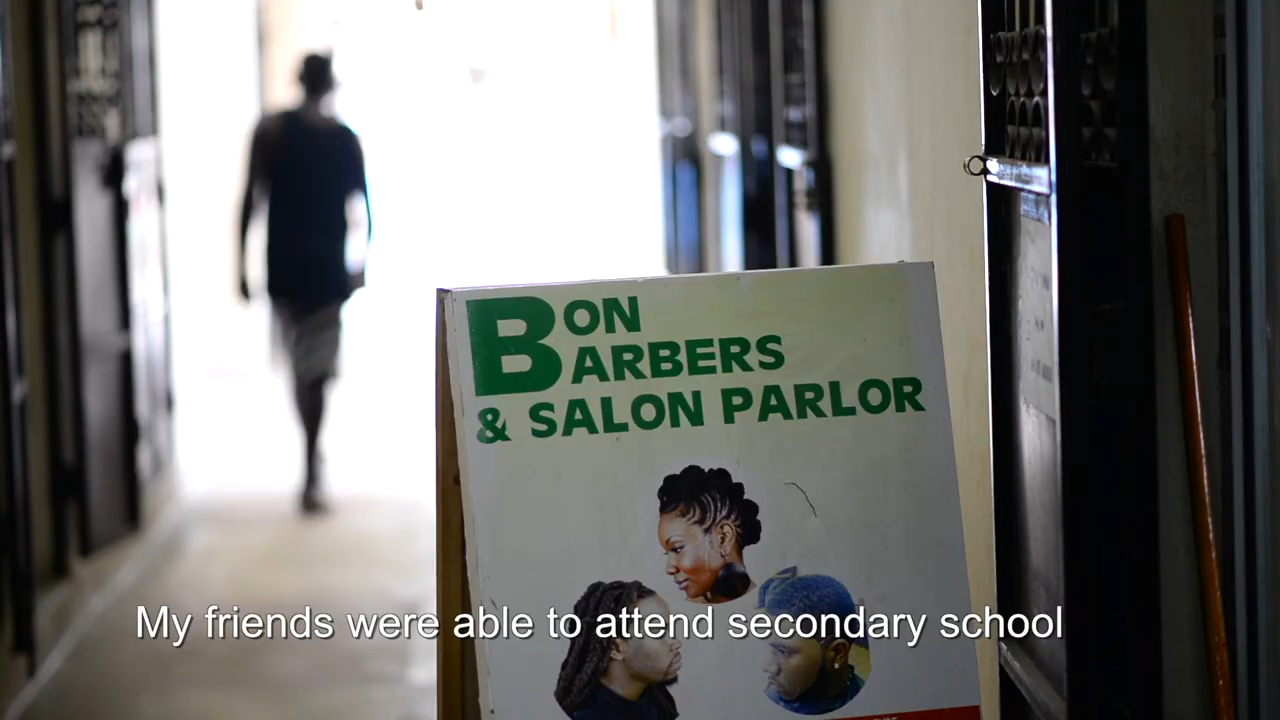 BON
BARBERS
& SALON PARLOR
My friends were able to attend secondary school